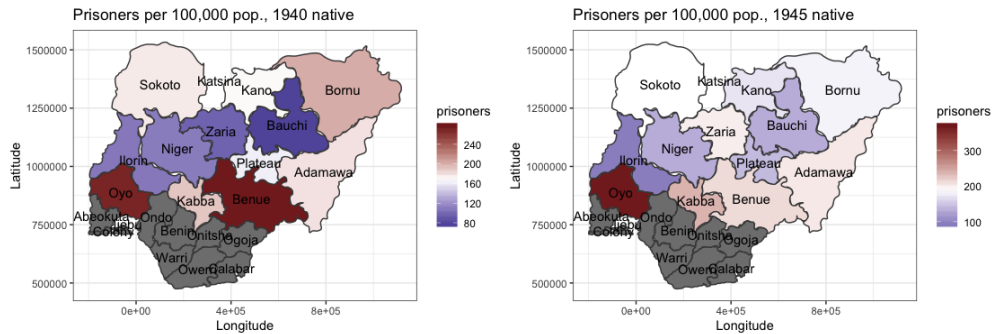 Prisoners per 100,000 pop., 1940 native
1500000
1250000
1000000
750000
500000
Latitude
Sokoto
Katsina
Kano
Bornu
Zaria
Bauchi
Niger
Ilorin
Plateau
Adamawa
Oyo
Kabba
Benue
Abeokuta
Ijebu
Colony
Ondo
Benin
Onitsha
Ogoja
Warri
Owerri
Calabar
0e+00 4e+05 8e+05
Longitude
prisoners
240
200
160
120
80
Prisoners per 100,000 pop., 1945 native
1500000
1250000
1000000
750000
500000
Latitude
Sokoto
Katsina
Kano
Bornu
Zaria
Bauchi
Niger
Ilorin
Plateau
Adamawa
Oyo
Kabba
Benue
Abeokuta
Ijebu
Colony
Ondo
Benin
Onitsha
Ogoja
Warri
Owerri
Calabar
0e+00 4e+05 8e+05
Longitude
prisoners
300
200
100